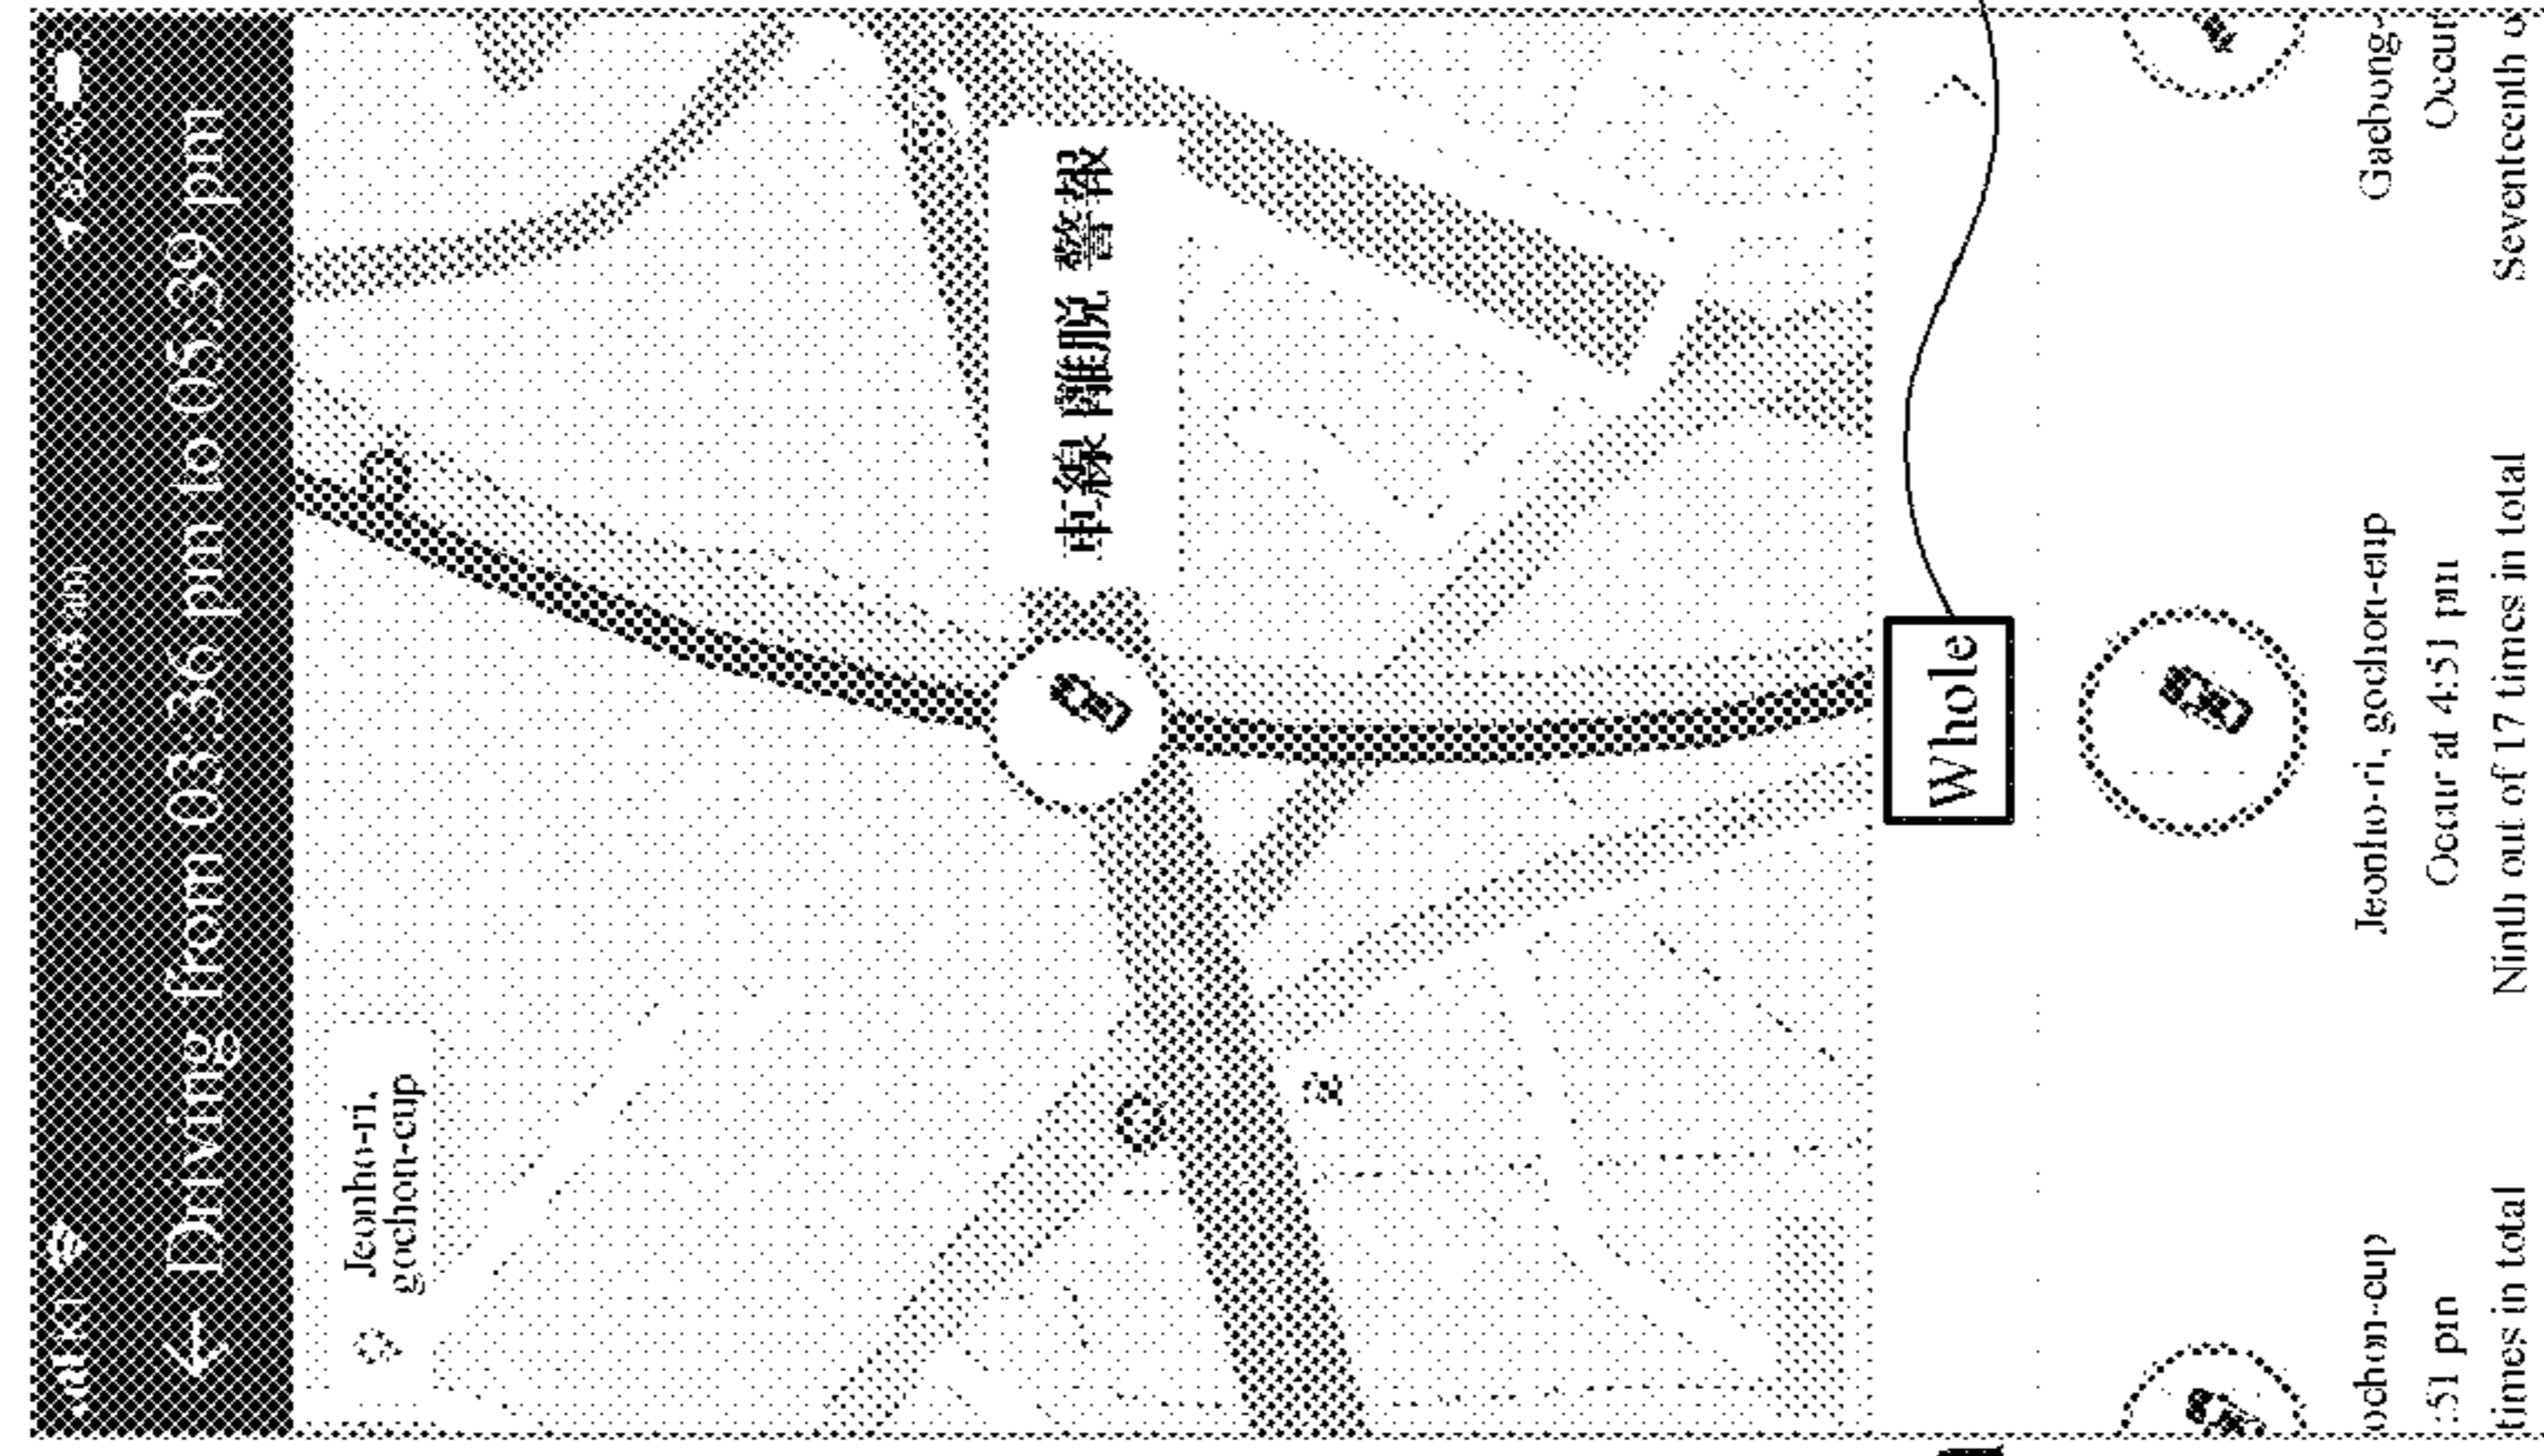 KT
← Driving from 03:36 pm to 05:39 pm
Jeonho-ri,
gochon-eup
車線 離脫 警報
Whole
ochon-eup
:51 pm
times in total
Jeonho-ri, gochon-eup
Occur at 4:51 pm
Ninth out of 17 times in total
Gaebong-
Occur
Seventeenth o